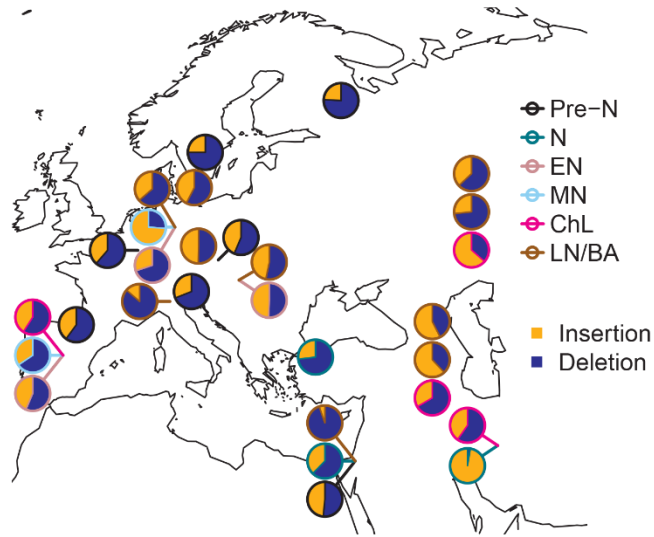 Pre−N
N
EN
MN
ChL
LN/BA
Insertion
Deletion